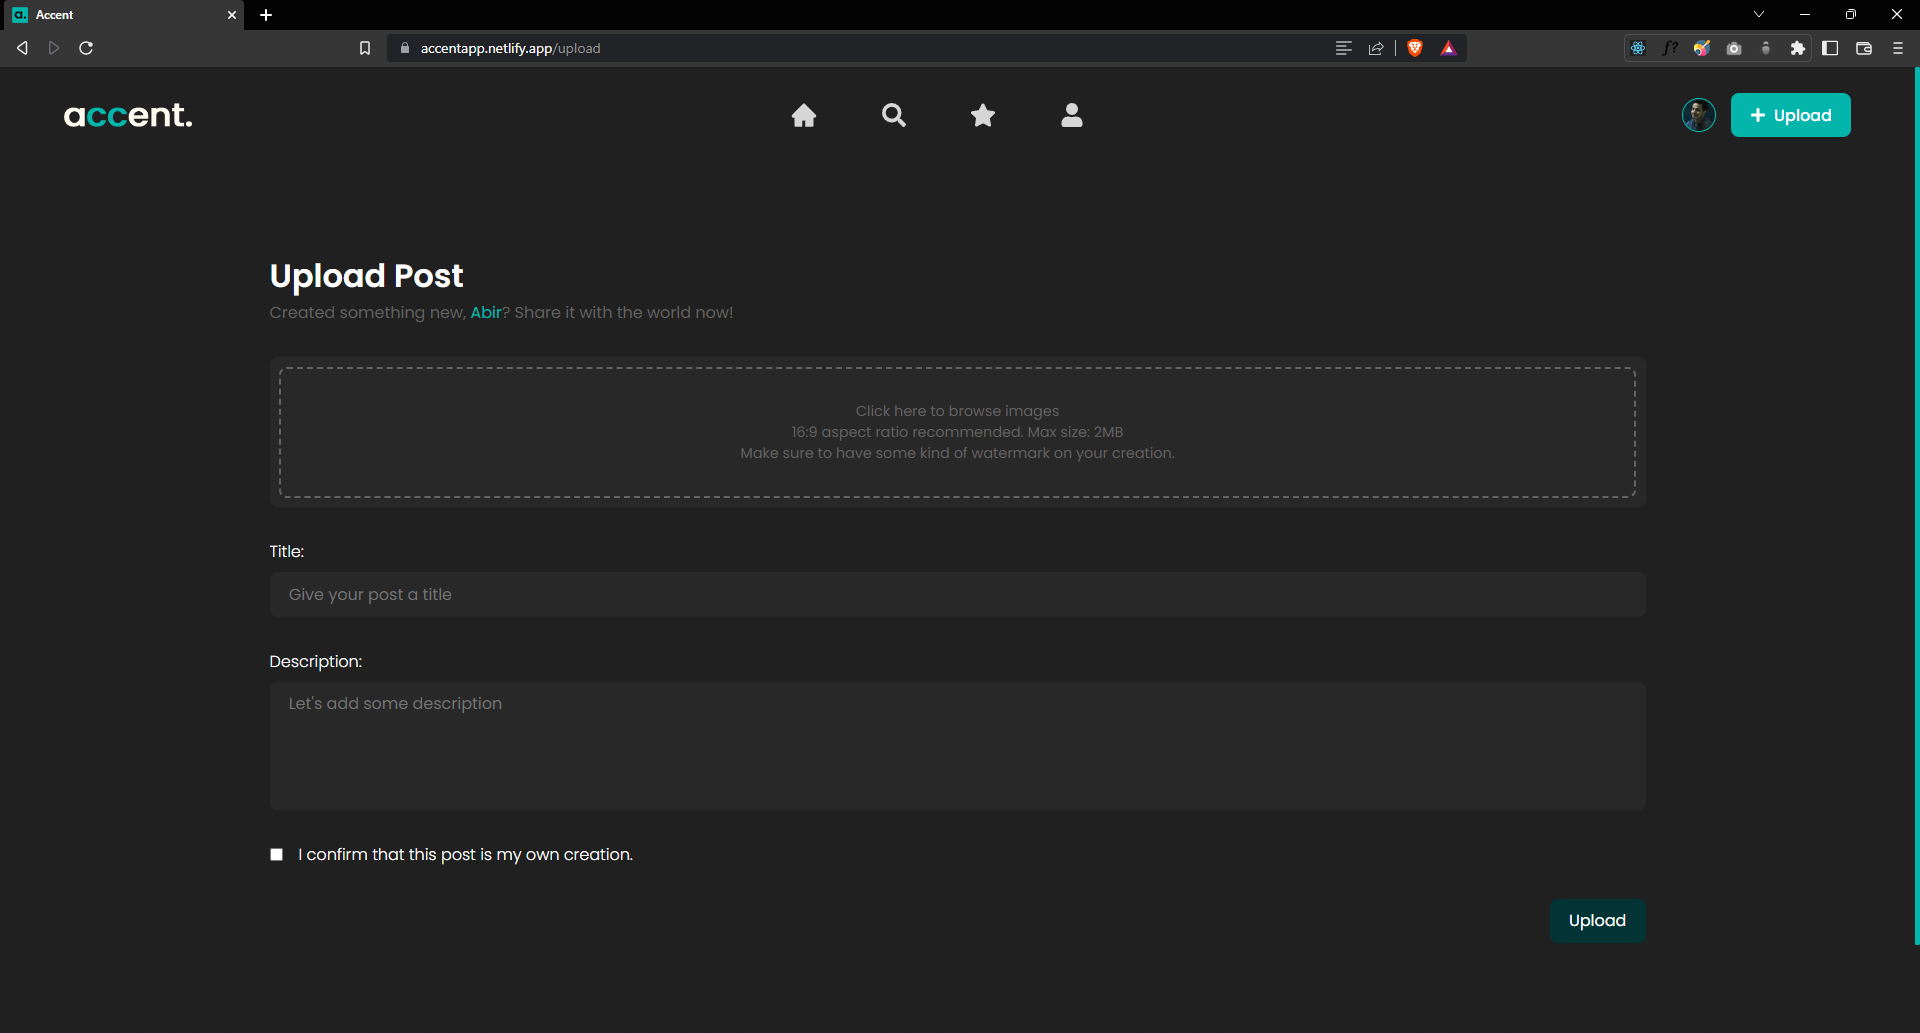 a. Accent
accentapp.netlify.app/upload
f?
accent.
Upload
Upload Post
Created something new, Abir? Share it with the world now!
Click here to browse images
16:9 aspect ratio recommended. Max size: 2MB
Make sure to have some kind of watermark on your creation.
Title:
Give your post a title
Description:
Let's add some description
I confirm that this post is my own creation.
Upload